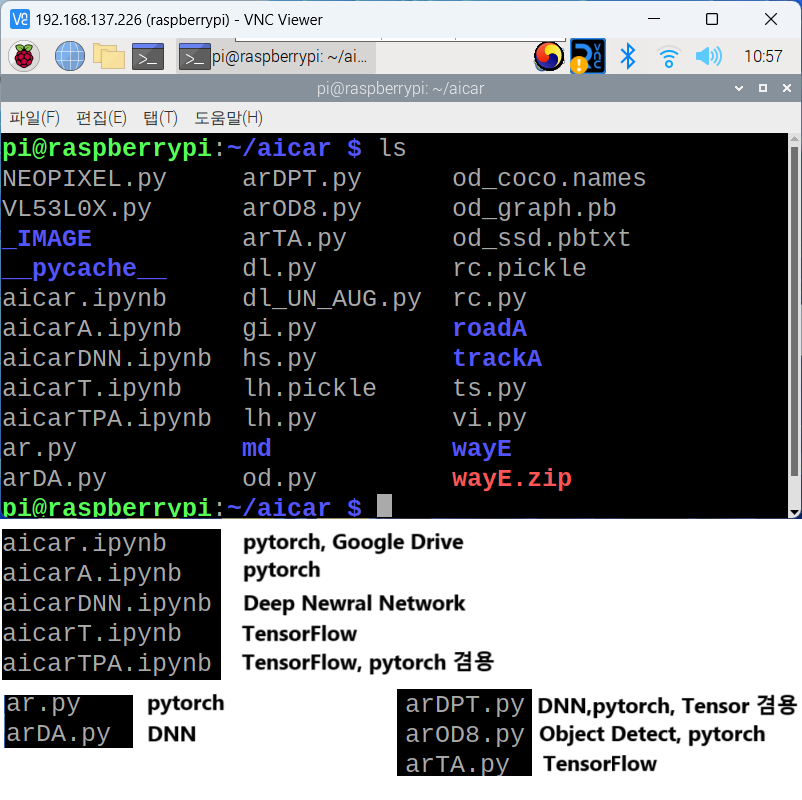 192.168.137.226 (raspberrypi) - VNC Viewer
pi@raspberrypi: ~/ai...
10:57
pi@raspberrypi: ~/aicar
파일(F) 편집(E) 탭(T) 도움말(H)
pi@raspberrypi:~/aicar $ ls
NEOPIXEL.py arDPT.py od_coco.names
VL53L0X.py arOD8.py od_graph.pb
_IMAGE arTA.py od_ssd.pbtxt
__pycache__ dl.py rc.pickle
aicar.ipynb dl_UN_AUG.py rc.py
aicarA.ipynb gi.py roadA
aicarDNN.ipynb hs.py trackA
aicarT.ipynb lh.pickle ts.py
aicarTPA.ipynb lh.py vi.py
ar.py md wayE
arDA.py od.py wayE.zip
pi@raspberrypi:~/aicar $
aicar.ipynb pytorch, Google Drive
aicarA.ipynb pytorch
aicarDNN.ipynb Deep Newral Network
aicarT.ipynb TensorFlow
aicarTPA.ipynb TensorFlow, pytorch 겸용
ar.py pytorch
arDA.py DNN
arDPT.py DNN,pytorch, Tensor 겸용
arOD8.py Object Detect, pytorch
arTA.py TensorFlow